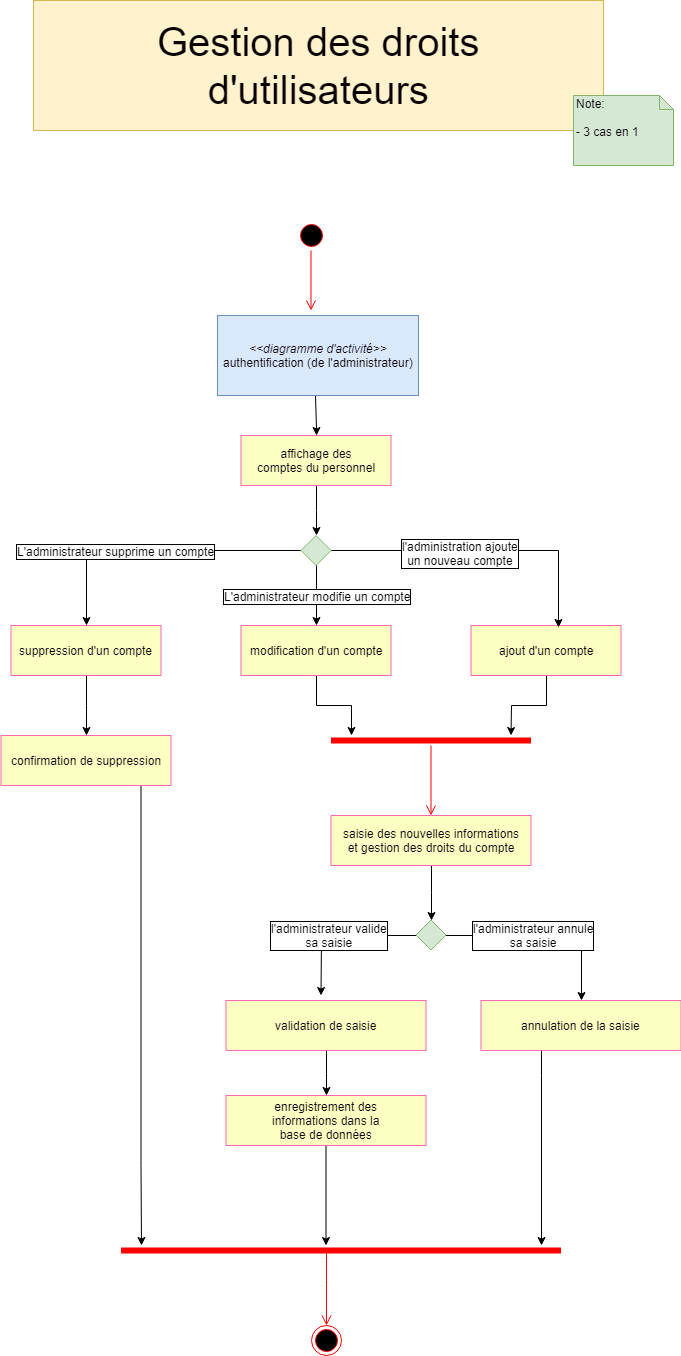 Gestion des droits
d'utilisateurs
Note:
- 3 cas en 1
<<diagramme d'activité>>
authentification (de l'administrateur)
affichage des
comptes du personnel
L'administrateur supprime un compte
l'administration ajoute
un nouveau compte
L'administrateur modifie un compte
suppression d'un compte
modification d'un compte
ajout d'un compte
confirmation de suppression
saisie des nouvelles informations
et gestion des droits du compte
l'administrateur valide
sa saisie
l'administrateur annule
sa saisie
validation de saisie
annulation de la saisie
enregistrement des
informations dans la
base de données